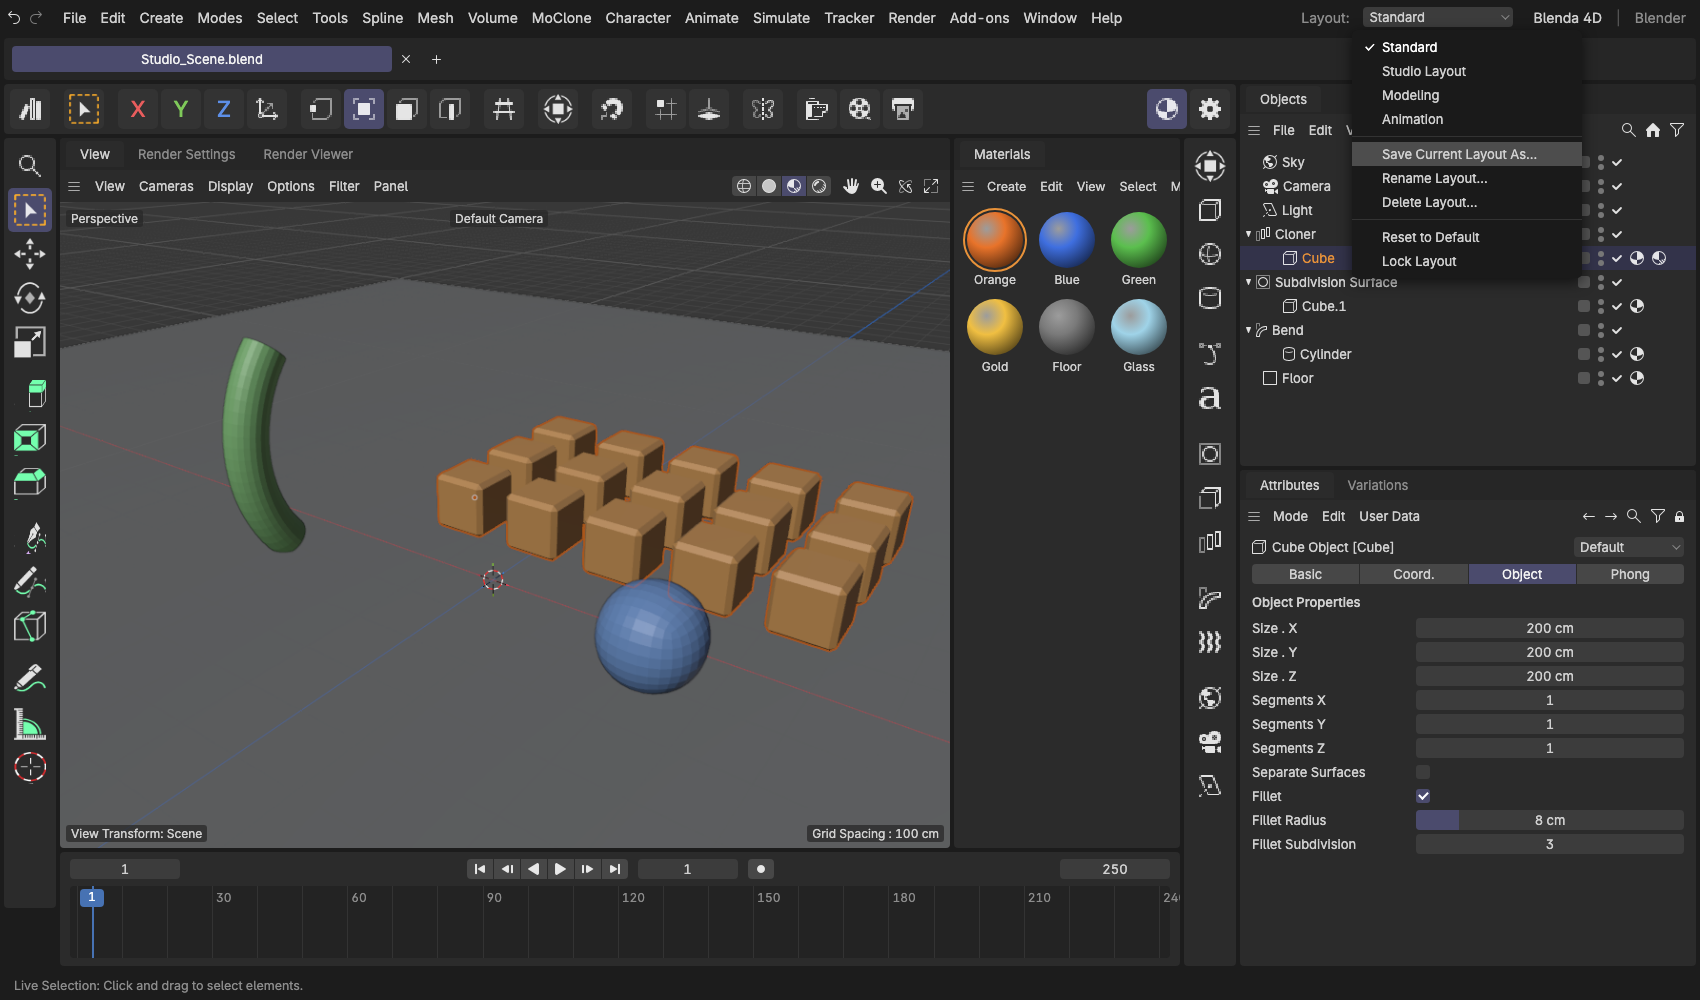 File Edit Create Modes Select Tools Spline Mesh Volume MoClone Character Animate Simulate Tracker Render Add-ons Window Help Layout: Standard Blenda 4D Blender
Studio_Scene.blend
Standard
Studio Layout
Modeling
Animation
Save Current Layout As...
Rename Layout...
Delete Layout...
Reset to Default
Lock Layout
X Y Z
View Render Settings Render Viewer
View Cameras Display Options Filter Panel
Perspective
Default Camera
View Transform: Scene
Grid Spacing : 100 cm
Materials
Create Edit View Select M
Orange Blue Green
Gold Floor Glass
a
Objects
File Edit V
Sky
Camera
Light
Cloner
Cube
Subdivision Surface
Cube.1
Bend
Cylinder
Floor
Attributes Variations
Mode Edit User Data
Cube Object [Cube] Default
Basic Coord. Object Phong
Object Properties
Size . X 200 cm
Size . Y 200 cm
Size . Z 200 cm
Segments X 1
Segments Y 1
Segments Z 1
Separate Surfaces
Fillet
Fillet Radius 8 cm
Fillet Subdivision 3
1 1 250
1 30 60 90 120 150 180 210 240
Live Selection: Click and drag to select elements.